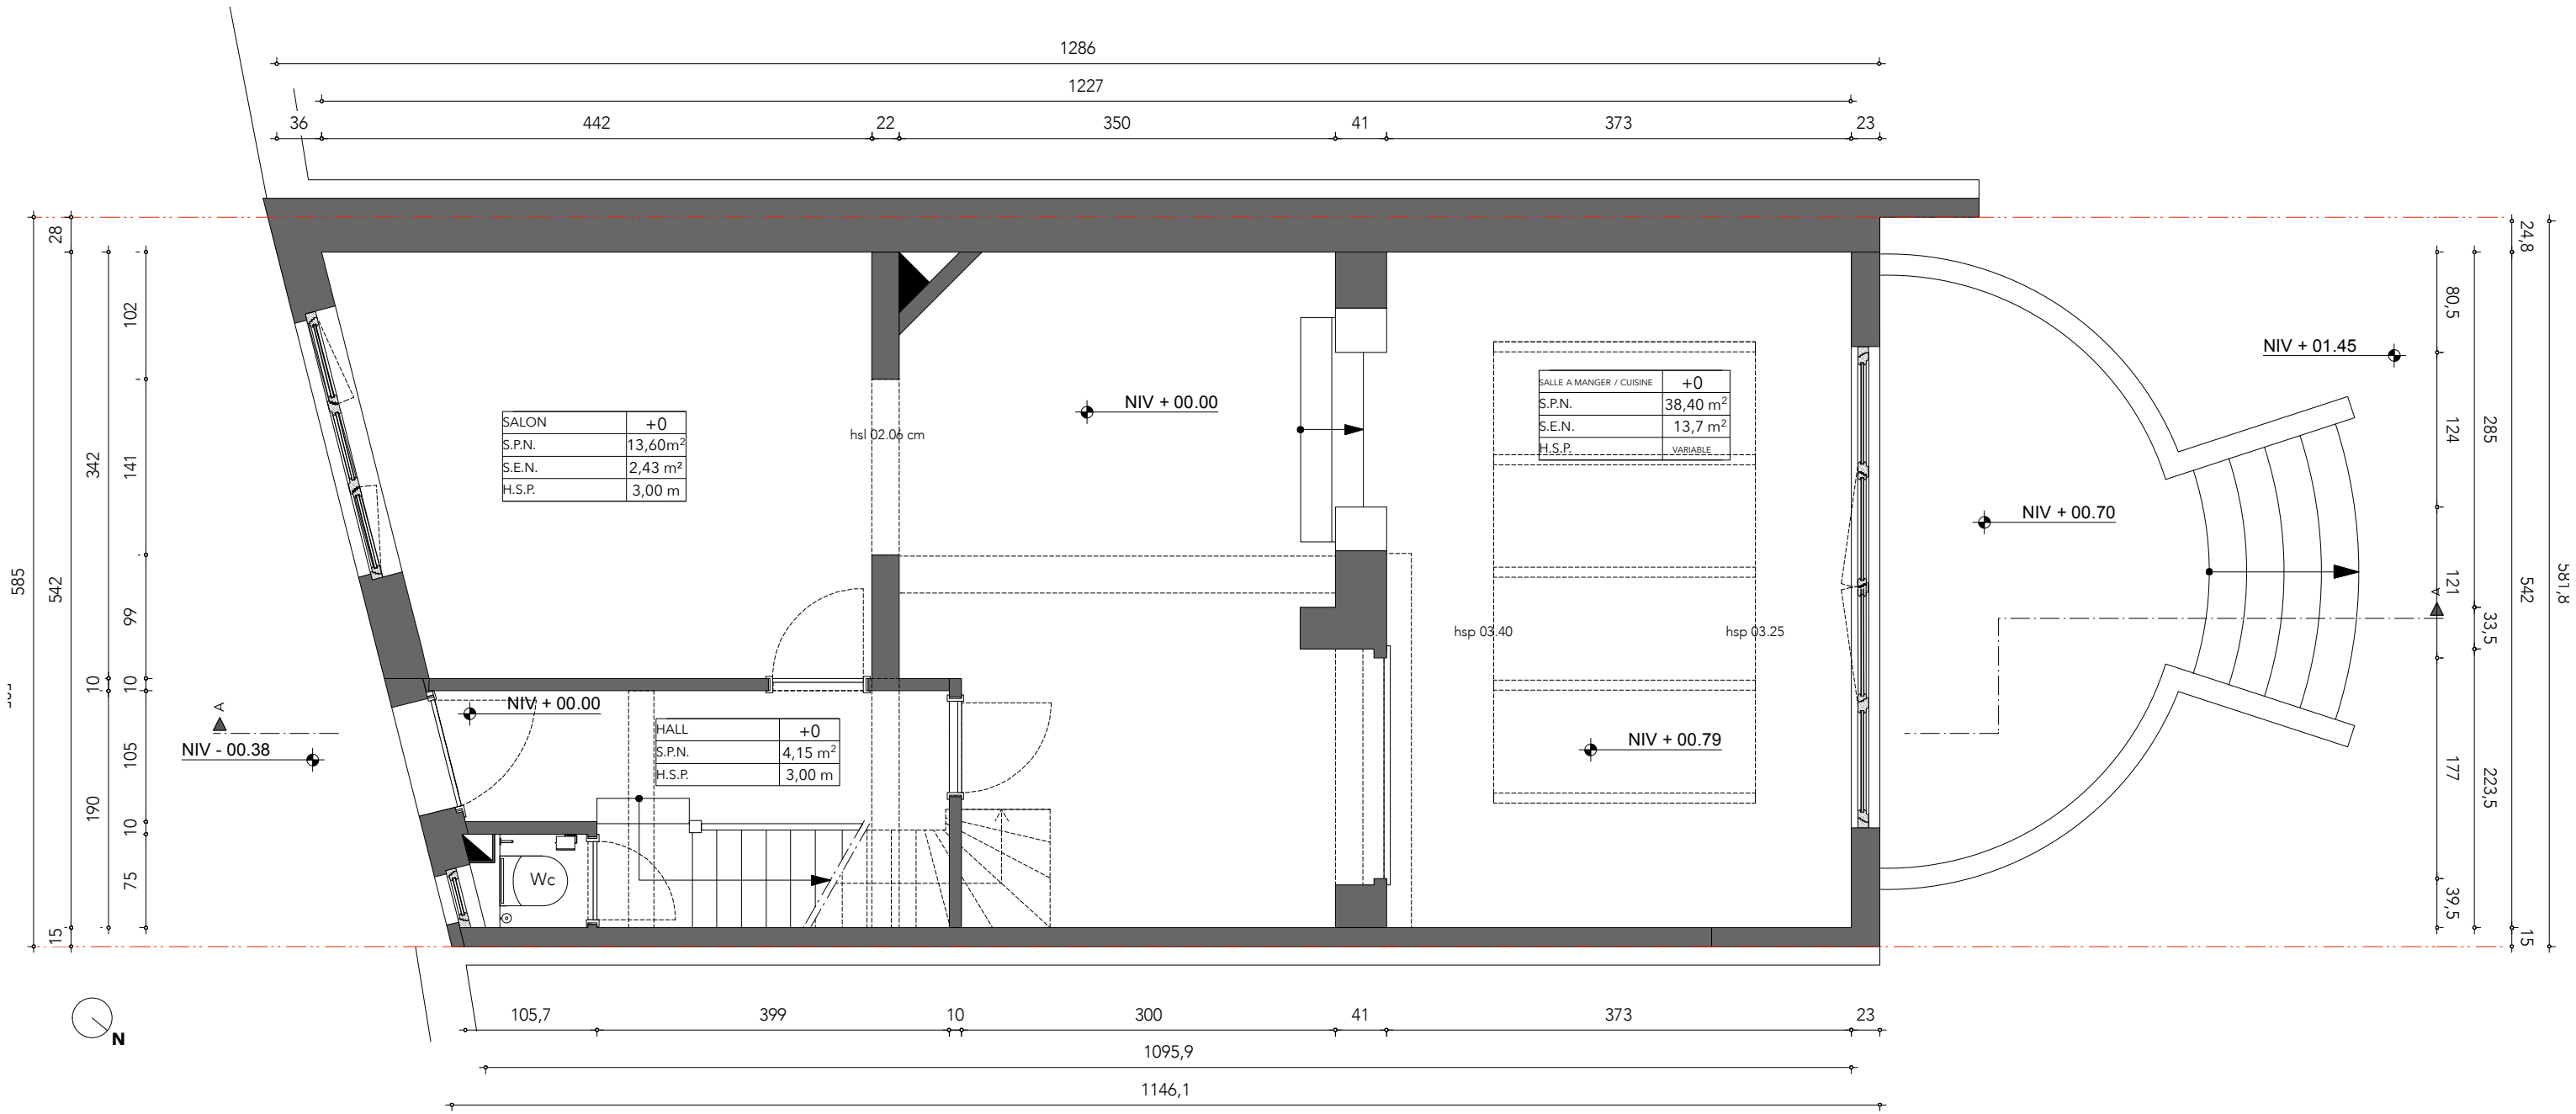 1286
1227
36 442 22 350 41 373 23
585
28 542 15
342 10 190
102 141 99 10 105 10 75
SALON +0
S.P.N. 13,60m²
S.E.N. 2,43 m²
H.S.P. 3,00 m
hsl 02.06 cm
NIV + 00.00
SALLE A MANGER / CUISINE +0
S.P.N. 38,40 m²
S.E.N. 13,7 m²
H.S.P. VARIABLE
NIV + 01.45
NIV + 00.70
hsp 03.40
hsp 03.25
NIV + 00.79
NIV + 00.00
HALL +0
S.P.N. 4,15 m²
H.S.P. 3,00 m
A
NIV - 00.38
Wc
A
80,5 124 121 177 39,5
285 33,5 223,5
24,8 542 15
581,8
N
105,7 399 10 300 41 373 23
1095,9
1146,1